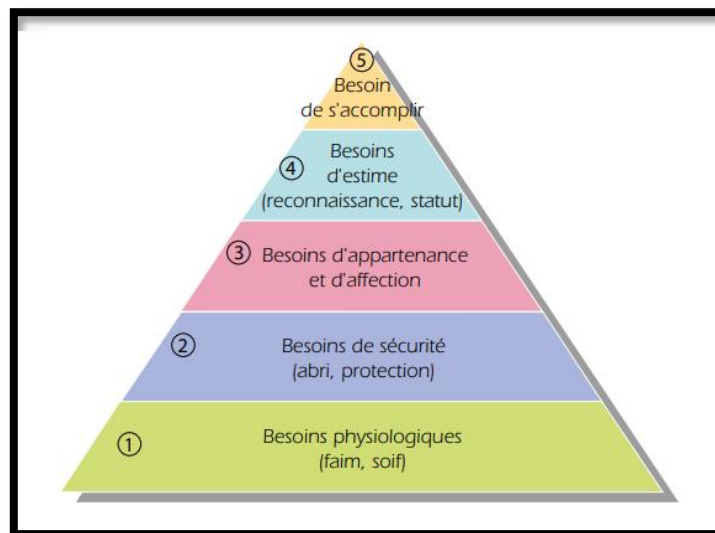 ⑤
Besoin
de s'accomplir
④
Besoins
d'estime
(reconnaissance, statut)
③
Besoins d'appartenance
et d'affection
②
Besoins de sécurité
(abri, protection)
①
Besoins physiologiques
(faim, soif)